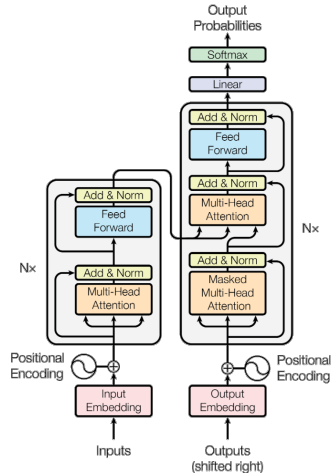 Output
Probabilities
Softmax
Linear
Add & Norm
Feed
Forward
Add & Norm
Multi-Head
Attention
Add & Norm
Masked
Multi-Head
Attention
N×
Positional
Encoding
Output
Embedding
Outputs
(shifted right)
Add & Norm
Feed
Forward
Add & Norm
Multi-Head
Attention
N×
Positional
Encoding
Input
Embedding
Inputs